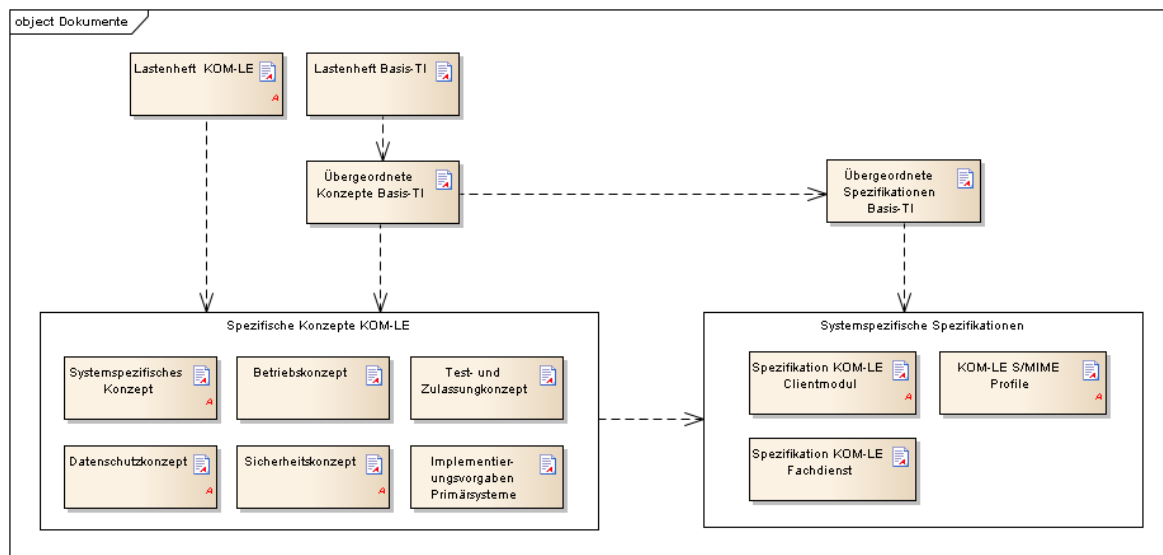 object Dokumente
Lastenheft KOM-LE
A
Lastenheft Basis-TI
Übergeordnete
Konzepte Basis-TI
Übergeordnete
Spezifikationen
Basis-TI
Spezifische Konzepte KOM-LE
Systemspezifisches
Konzept
A
Betriebskonzept
Test- und
Zulassungkonzept
Datenschutzkonzept
A
Sicherheitskonzept
A
Implementier-
ungsvorgaben
Primärsysteme
Systemspezifische Spezifikationen
Spezifikation KOM-LE
Clientmodul
A
KOM-LE S/MIME
Profile
A
Spezifikation KOM-LE
Fachdienst